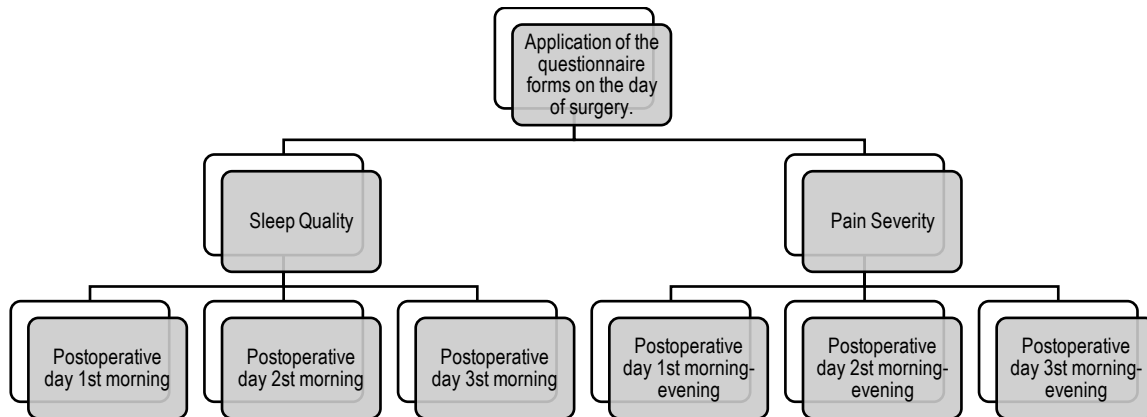 Application of the
questionnaire
forms on the day
of surgery.
Sleep Quality
Pain Severity
Postoperative
day 1st morning
Postoperative
day 2st morning
Postoperative
day 3st morning
Postoperative
day 1st morning-
evening
Postoperative
day 2st morning-
evening
Postoperative
day 3st morning-
evening